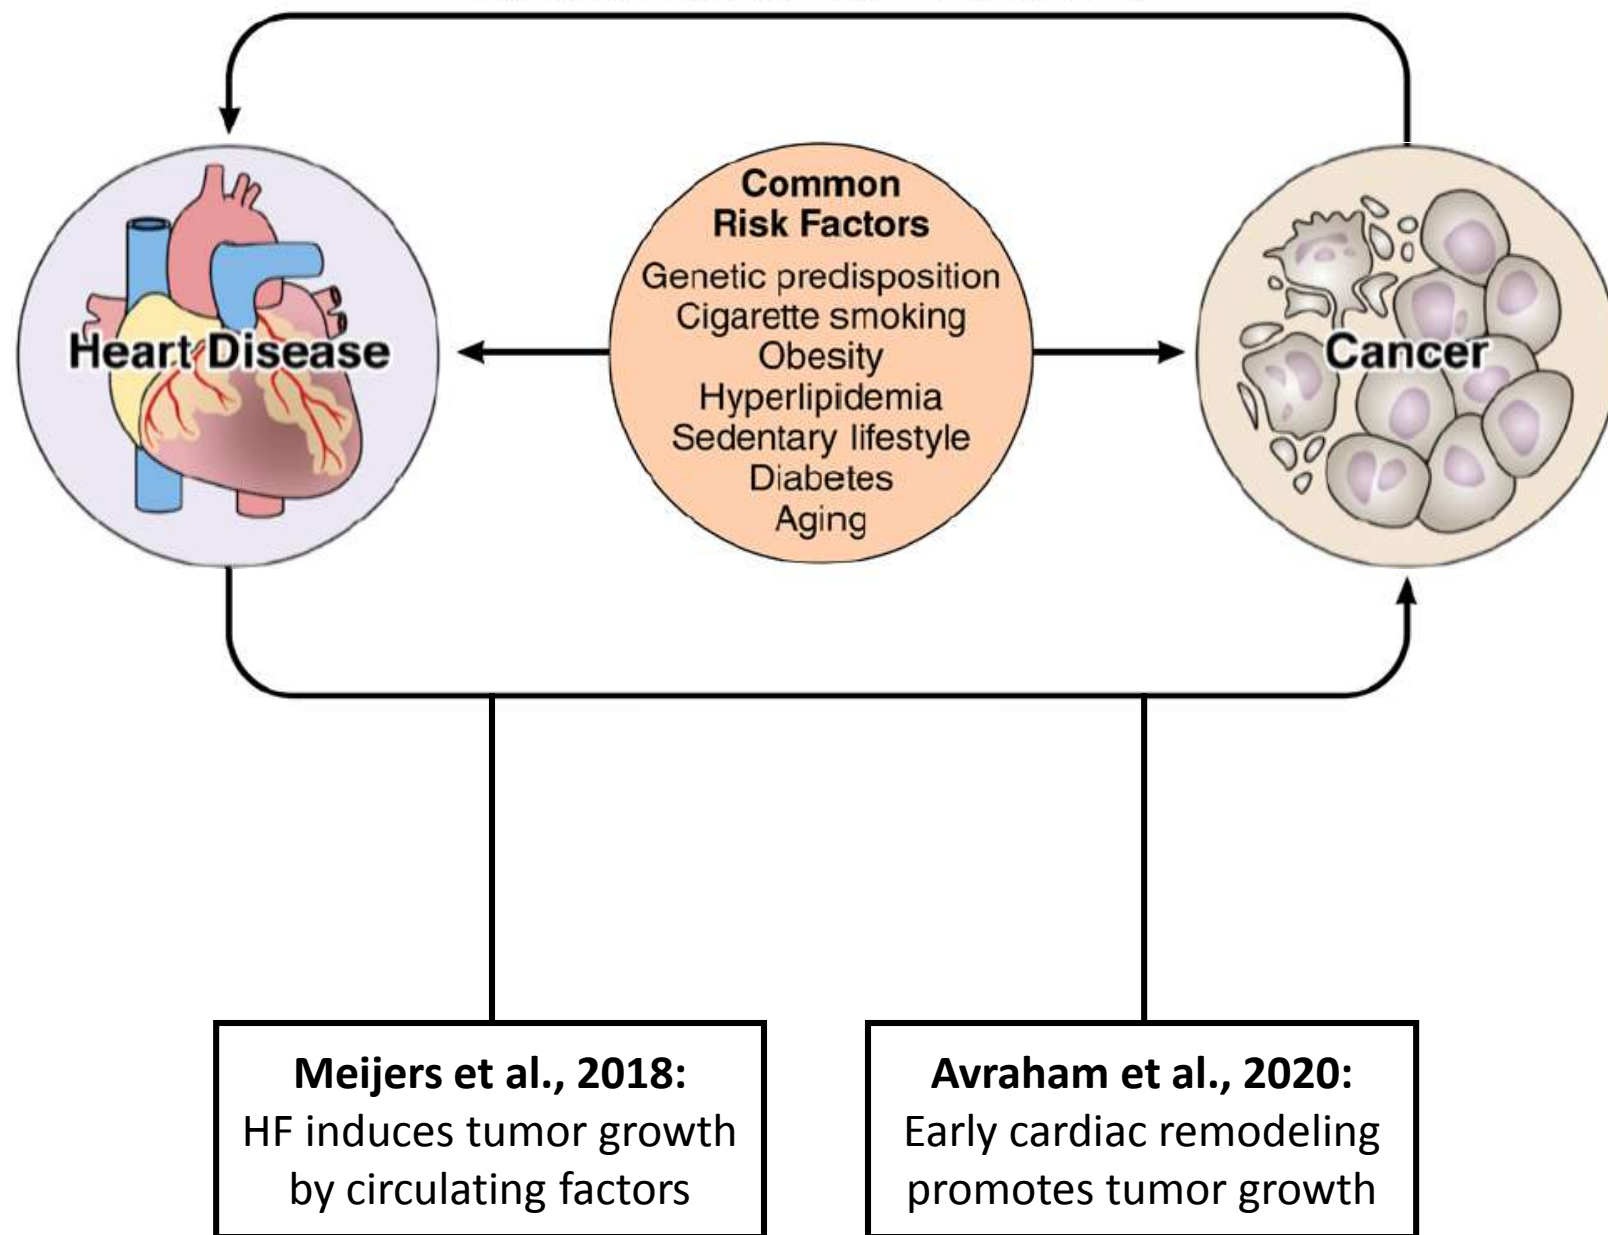 Common
Risk Factors
Genetic predisposition
Cigarette smoking
Obesity
Hyperlipidemia
Sedentary lifestyle
Diabetes
Aging
Heart Disease
Cancer
Meijers et al., 2018:
HF induces tumor growth
by circulating factors
Avraham et al., 2020:
Early cardiac remodeling
promotes tumor growth